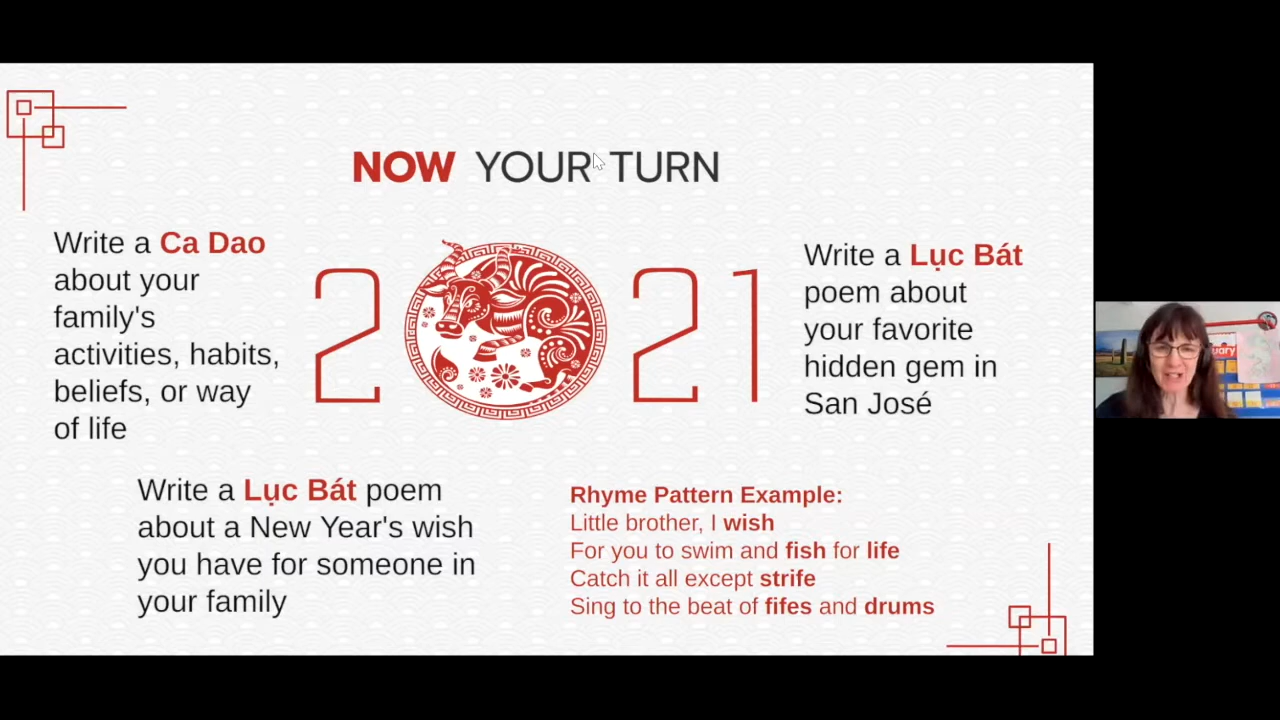 NOW YOUR TURN
Write a Ca Dao
about your
family's
activities, habits,
beliefs, or way
of life
2 21
Write a Lục Bát
poem about
your favorite
hidden gem in
San José
Write a Lục Bát poem
about a New Year's wish
you have for someone in
your family
Rhyme Pattern Example:
Little brother, I wish
For you to swim and fish for life
Catch it all except strife
Sing to the beat of fifes and drums
uary